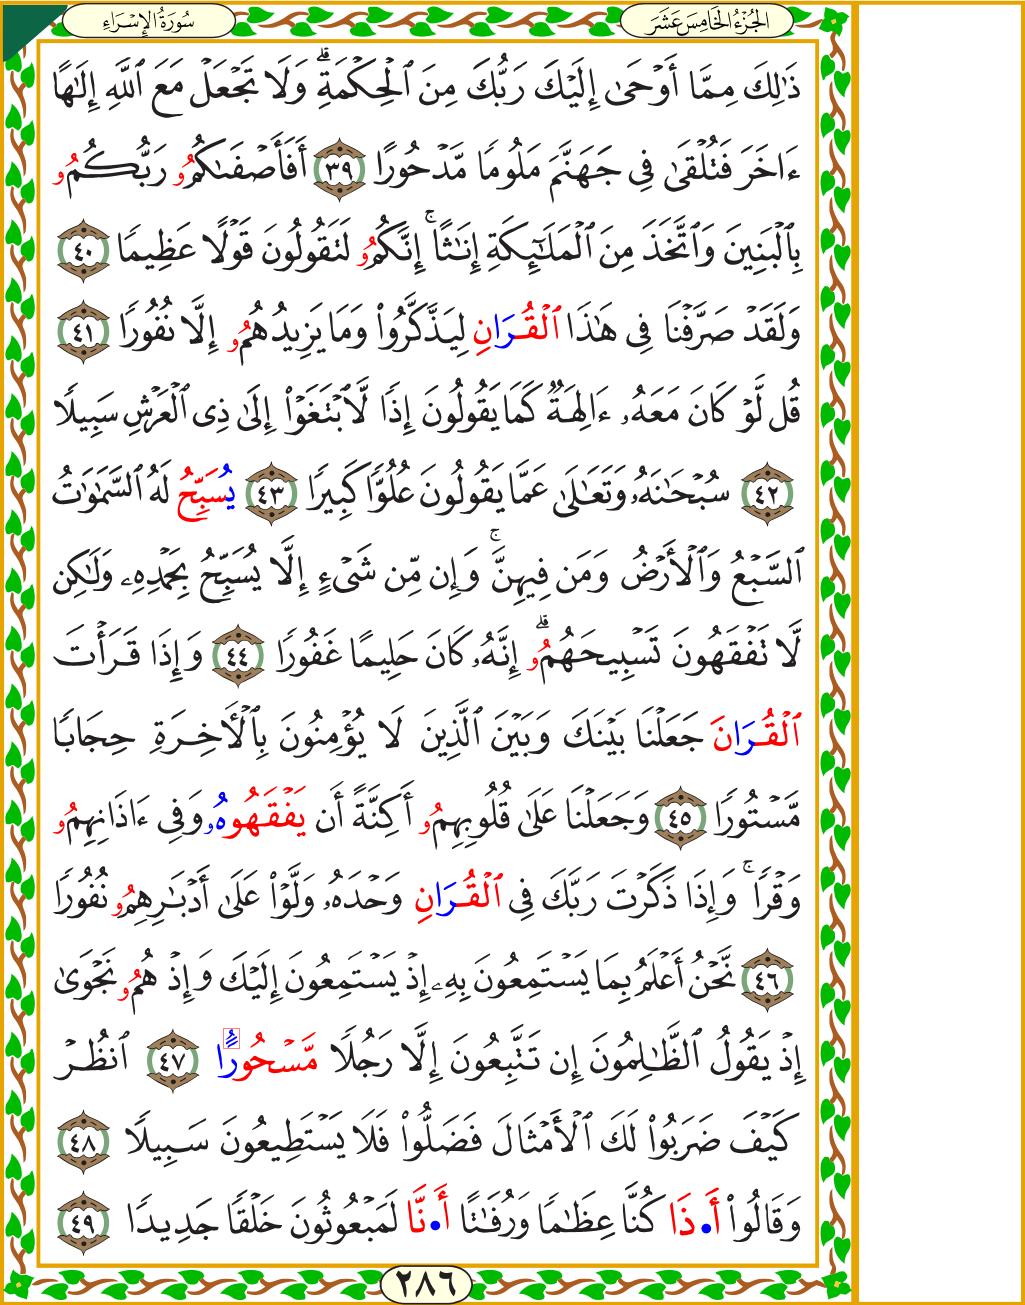 سُورَةُ الإِسْرَاءِ
الجُزْءُ الخَامِسَ عَشَرَ
ذَٰلِكَ مِمَّا أَوْحَىٰ إِلَيْكَ رَبُّكَ مِنَ ٱلْحِكْمَةِۗ وَلَا تَجْعَلْ مَعَ ٱللَّهِ إِلَٰهًا
ءَاخَرَ فَتُلْقَىٰ فِى جَهَنَّمَ مَلُومًا مَّدْحُورًا ٣٩ أَفَأَصْفَىٰكُمُۥ رَبُّكُمُۥ
بِٱلْبَنِينَ وَٱتَّخَذَ مِنَ ٱلْمَلَٰٓئِكَةِ إِنَٰثًاۚ إِنَّكُمُۥ لَتَقُولُونَ قَوْلًا عَظِيمًا ٤٠
وَلَقَدْ صَرَّفْنَا فِى هَٰذَا ٱلْقُرَانِ لِيَذَّكَّرُوا۟ وَمَا يَزِيدُهُمُۥ إِلَّا نُفُورًا ٤١
قُل لَّوْ كَانَ مَعَهُۥ ءَالِهَةٌ كَمَا تَقُولُونَ إِذًا لَّٱبْتَغَوْا۟ إِلَىٰ ذِى ٱلْعَرْشِ سَبِيلًا
٤٢ سُبْحَٰنَهُۥ وَتَعَٰلَىٰ عَمَّا يَقُولُونَ عُلُوًّا كَبِيرًا ٤٣ يُسَبِّحُ لَهُ ٱلسَّمَٰوَٰتُ
ٱلسَّبْعُ وَٱلْأَرْضُ وَمَن فِيهِنَّۚ وَإِن مِّن شَىْءٍ إِلَّا يُسَبِّحُ بِحَمْدِهِۦ وَلَٰكِن
لَّا تَفْقَهُونَ تَسْبِيحَهُمُۥۗ إِنَّهُۥ كَانَ حَلِيمًا غَفُورًا ٤٤ وَإِذَا قَرَأْتَ
ٱلْقُرَانَ جَعَلْنَا بَيْنَكَ وَبَيْنَ ٱلَّذِينَ لَا يُؤْمِنُونَ بِٱلْأَخِرَةِ حِجَابًا
مَّسْتُورًا ٤٥ وَجَعَلْنَا عَلَىٰ قُلُوبِهِمُۥ أَكِنَّةً أَن يَفْقَهُوهُۥ وَفِى ءَاذَانِهِمُۥ
وَقْرًاۚ وَإِذَا ذَكَرْتَ رَبَّكَ فِى ٱلْقُرَانِ وَحْدَهُۥ وَلَّوْا۟ عَلَىٰ أَدْبَٰرِهِمُۥ نُفُورًا
٤٦ نَّحْنُ أَعْلَمُ بِمَا يَسْتَمِعُونَ بِهِۦ إِذْ يَسْتَمِعُونَ إِلَيْكَ وَإِذْ هُمُۥ نَجْوَىٰ
إِذْ يَقُولُ ٱلظَّٰلِمُونَ إِن تَتَّبِعُونَ إِلَّا رَجُلًا مَّسْحُورًا ٤٧ ٱنظُرْ
كَيْفَ ضَرَبُوا۟ لَكَ ٱلْأَمْثَالَ فَضَلُّوا۟ فَلَا يَسْتَطِيعُونَ سَبِيلًا ٤٨
وَقَالُوا۟ أَ•ذَا كُنَّا عِظَٰمًا وَرُفَٰتًا أَ•نَّا لَمَبْعُوثُونَ خَلْقًا جَدِيدًا ٤٩
٢٨٦